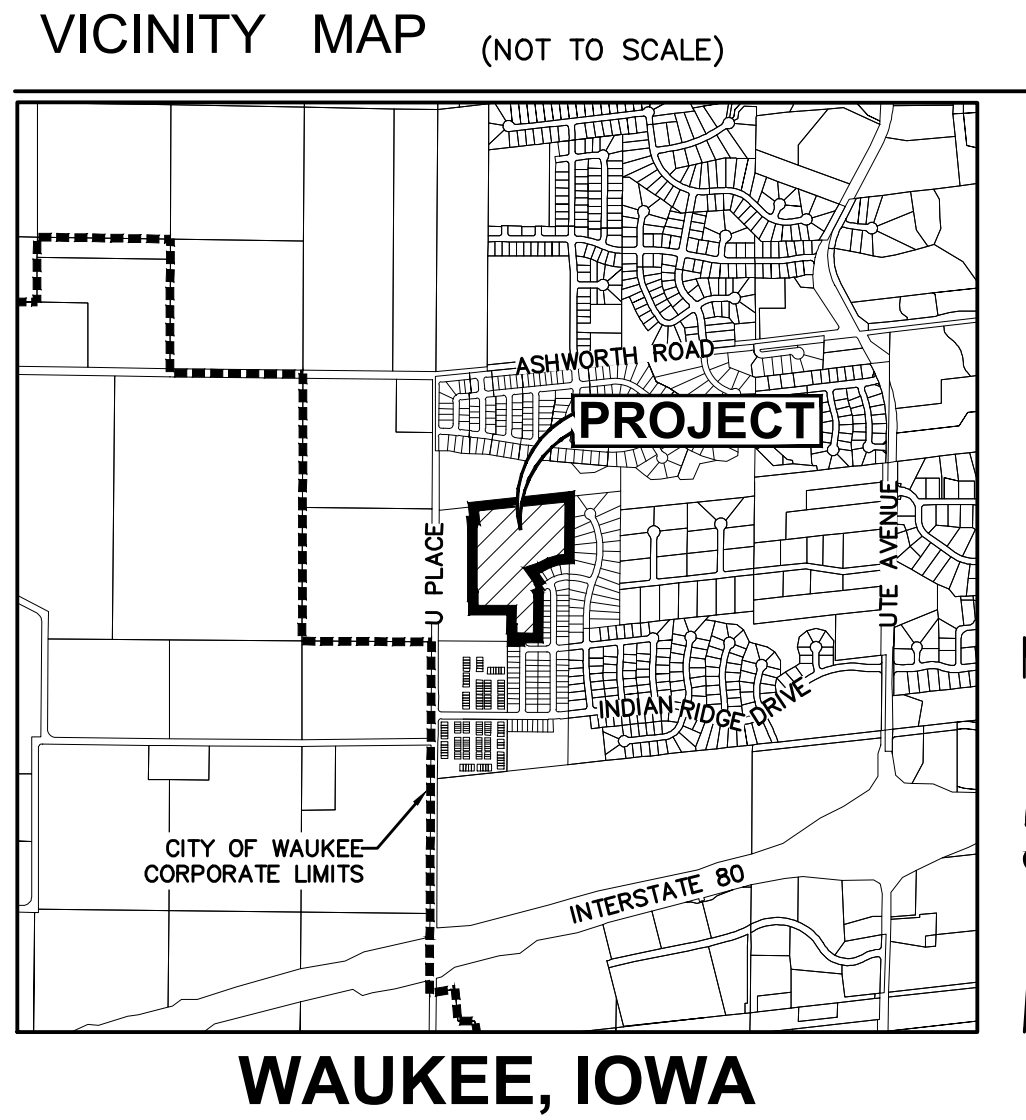 VICINITY MAP (NOT TO SCALE)
ASHWORTH ROAD
PROJECT
U PLACE
UTE AVENUE
INDIAN RIDGE DRIVE
CITY OF WAUKEE
CORPORATE LIMITS
INTERSTATE 80
WAUKEE, IOWA